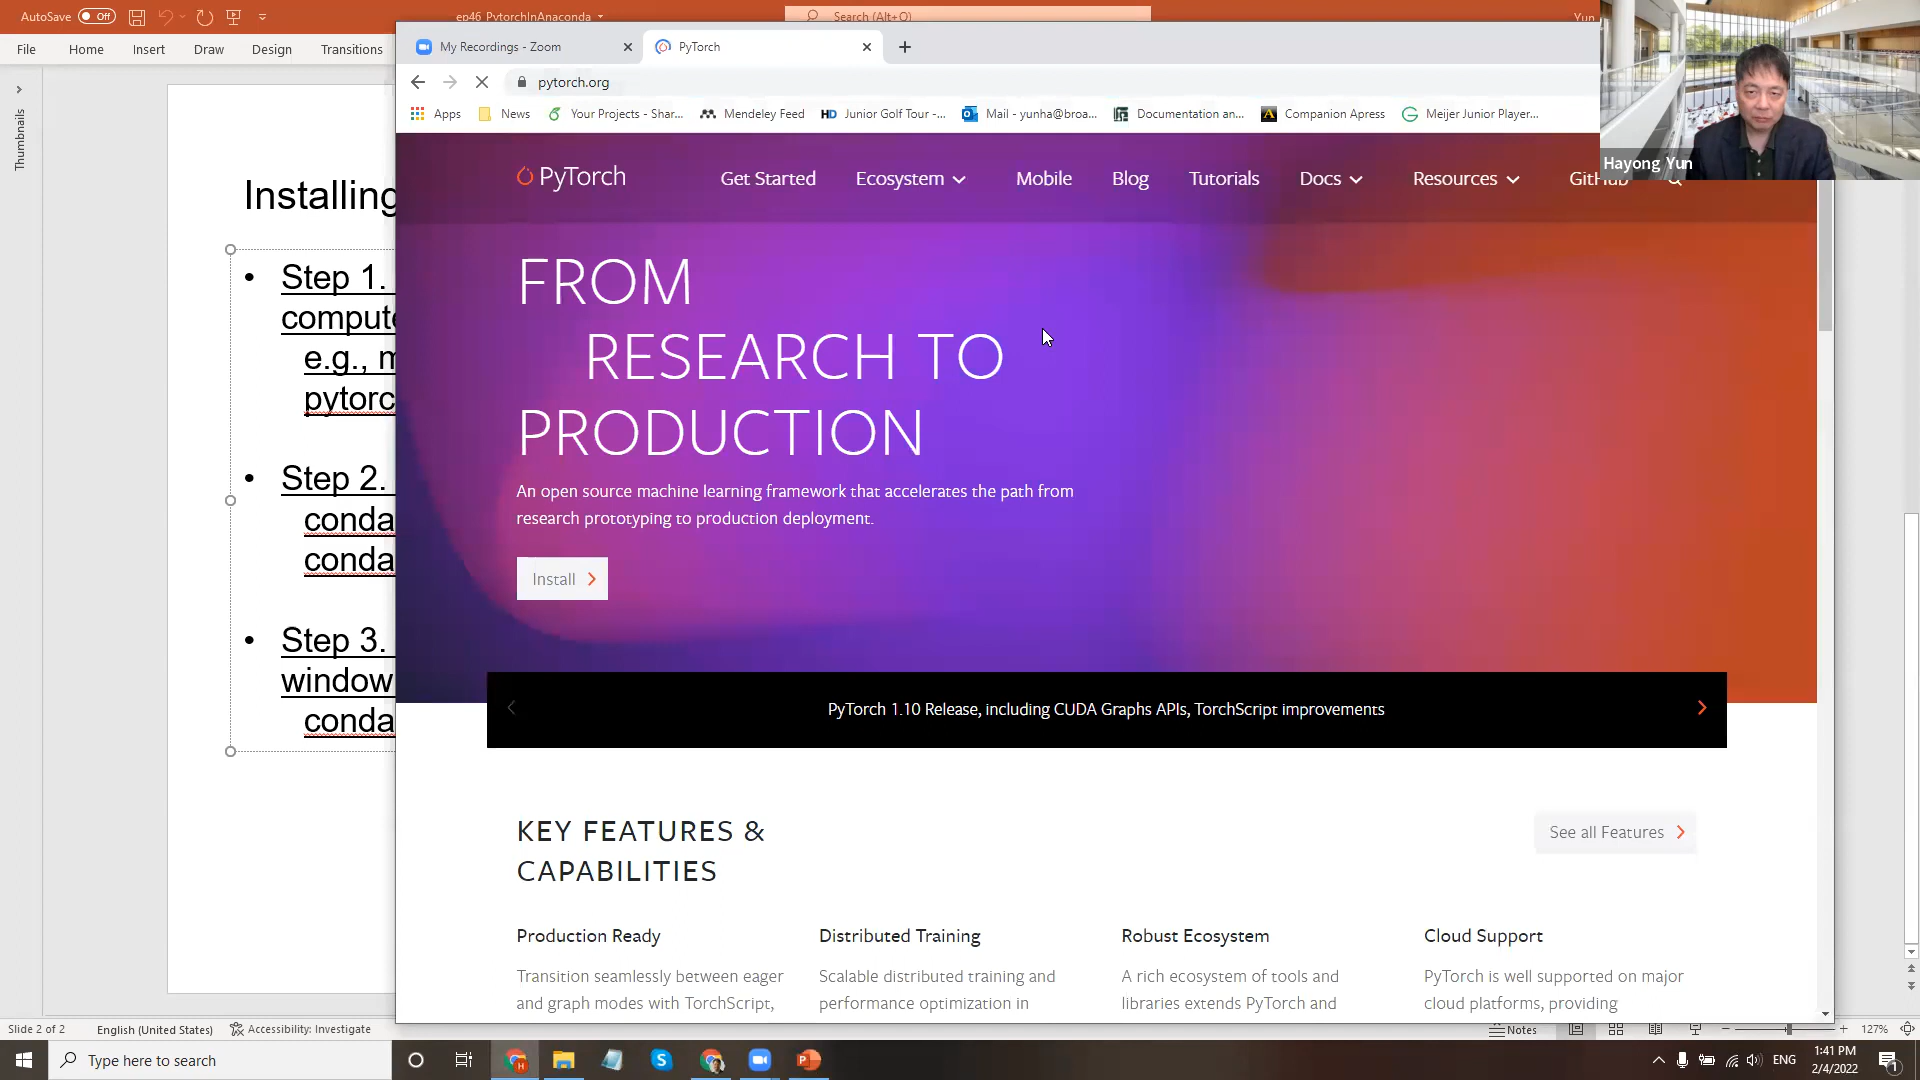 AutoSave Off
ep46_PytorchInAnaconda
Search (Alt+Q)
Yun
File Home Insert Draw Design Transitions
My Recordings - Zoom
PyTorch
pytorch.org
Apps News Your Projects - Shar... Mendeley Feed HD Junior Golf Tour -... Mail - yunha@broa... Documentation an... Companion Apress Meijer Junior Player...
Hayong Yun
Thumbnails
PyTorch
Get Started Ecosystem Mobile Blog Tutorials Docs Resources GitHub
Installing
Step 1.
compute
e.g., m
pytorc
Step 2.
conda
conda
Step 3.
window
conda
FROM
RESEARCH TO
PRODUCTION
An open source machine learning framework that accelerates the path from
research prototyping to production deployment.
Install
PyTorch 1.10 Release, including CUDA Graphs APIs, TorchScript improvements
KEY FEATURES &
CAPABILITIES
See all Features
Production Ready
Transition seamlessly between eager
and graph modes with TorchScript,
Distributed Training
Scalable distributed training and
performance optimization in
Robust Ecosystem
A rich ecosystem of tools and
libraries extends PyTorch and
Cloud Support
PyTorch is well supported on major
cloud platforms, providing
Slide 2 of 2 English (United States) Accessibility: Investigate Notes 127%
Type here to search
ENG
1:41 PM
2/4/2022